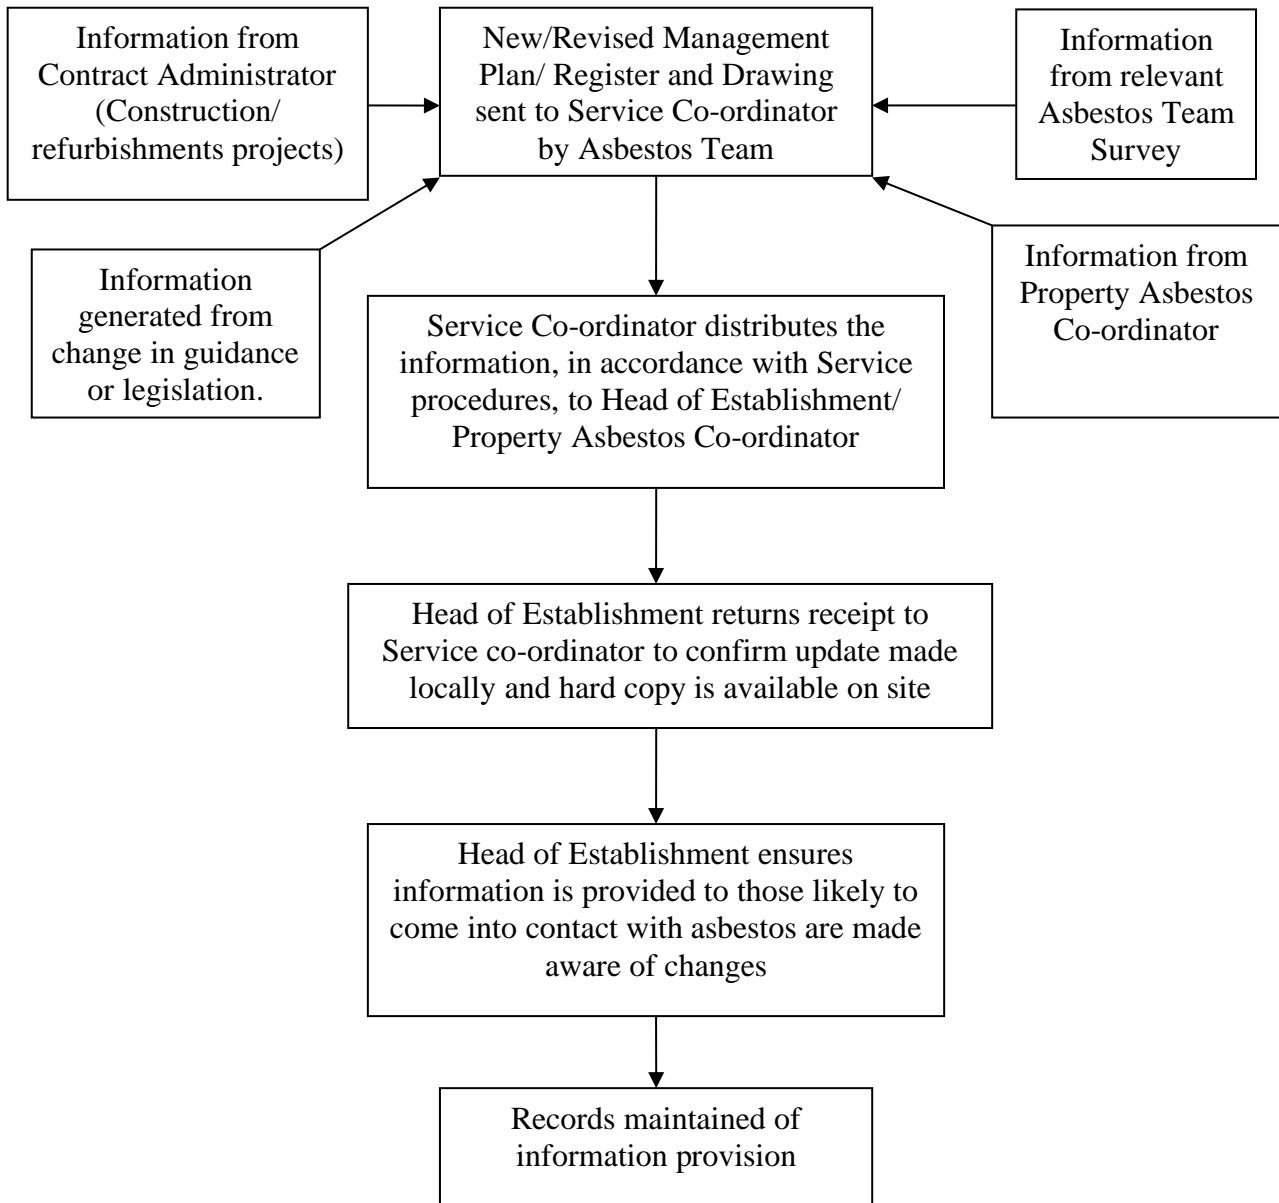 Information from
Contract Administrator
(Construction/
refurbishments projects)
New/Revised Management
Plan/ Register and Drawing
sent to Service Co-ordinator
by Asbestos Team
Information
from relevant
Asbestos Team
Survey
Information
generated from
change in guidance
or legislation.
Information from
Property Asbestos
Co-ordinator
Service Co-ordinator distributes the
information, in accordance with Service
procedures, to Head of Establishment/
Property Asbestos Co-ordinator
Head of Establishment returns receipt to
Service co-ordinator to confirm update made
locally and hard copy is available on site
Head of Establishment ensures
information is provided to those likely to
come into contact with asbestos are made
aware of changes
Records maintained of
information provision